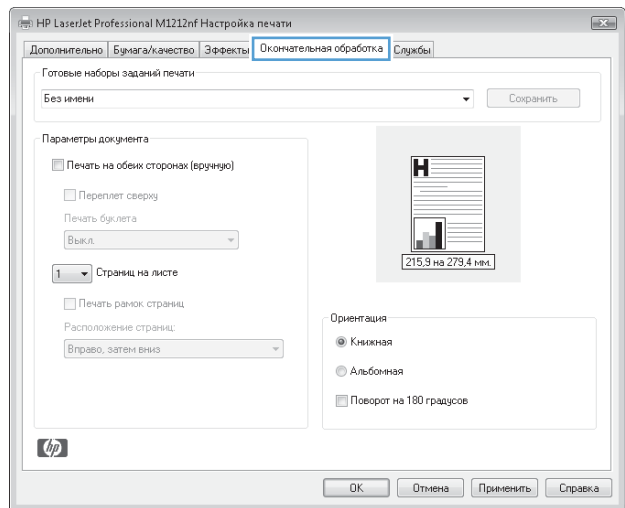 HP LaserJet Professional M1212nf Настройка печати
Дополнительно Бумага/качество Эффекты Окончательная обработка Службы
Готовые наборы заданий печати
Без имени Сохранить
Параметры документа
Печать на обеих сторонах (вручную)
Переплет сверху
Печать буклета
Выкл.
1 Страниц на листе
Печать рамок страниц
Расположение страниц:
Вправо, затем вниз
H
215,9 на 279,4 мм.
Ориентация
Книжная
Альбомная
Поворот на 180 градусов
hp
OK Отмена Применить Справка